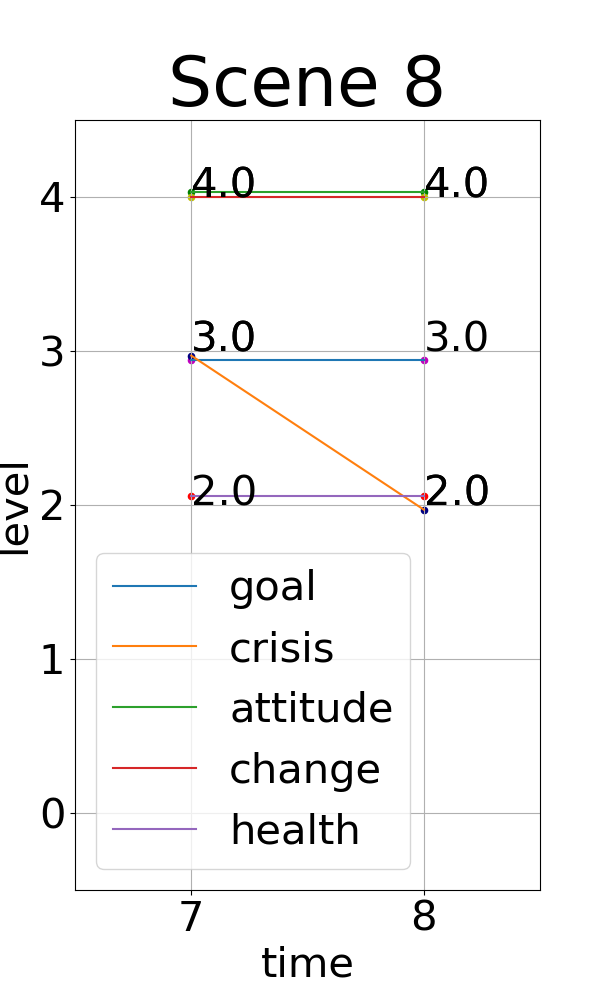 Scene 8
4.0 4.0
4
3.0 3.0
3
2.0 2.0
2
level
goal
crisis
1
attitude
change
0
health
7 8
time